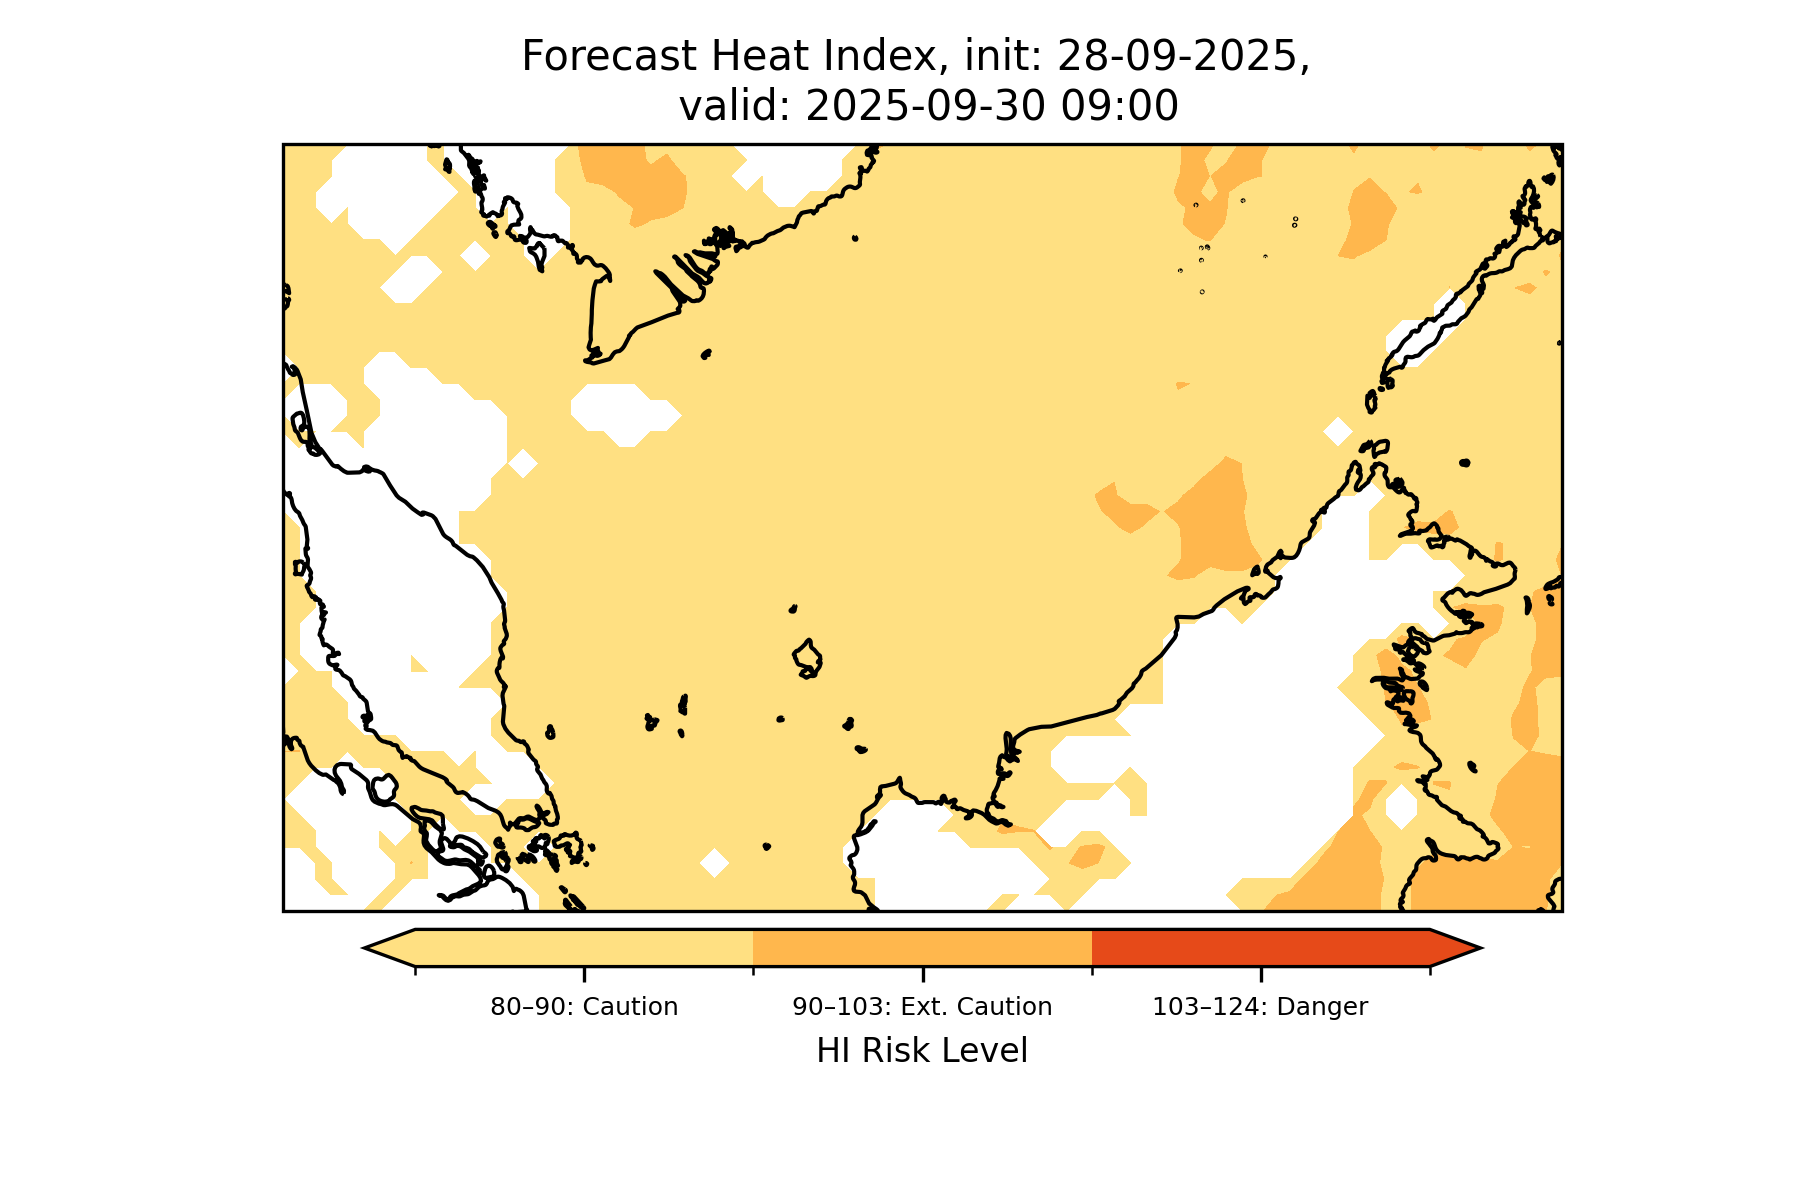 Forecast Heat Index, init: 28-09-2025,
valid: 2025-09-30 09:00
80–90: Caution
90–103: Ext. Caution
103–124: Danger
HI Risk Level